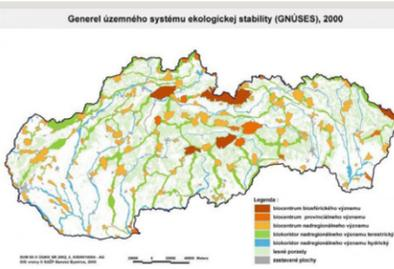 Generel územného systému ekologickej stability (GNÚSES), 2000
Legenda :
biocentrum biosférického významu
biocentrum provinciálneho významu
biocentrum nadregionálneho významu
biokoridor nadregionálneho významu terestrický
biokoridor nadregionálneho významu hydrický
lesné porasty
zastavané plochy